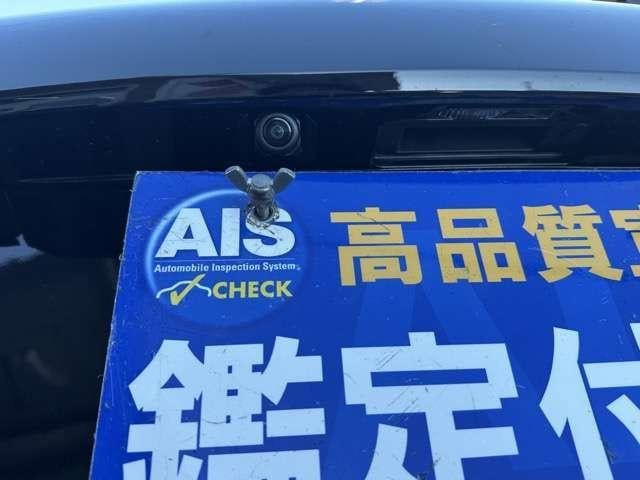 AIS
Automobile Inspection System
CHECK
高品質
鑑定付